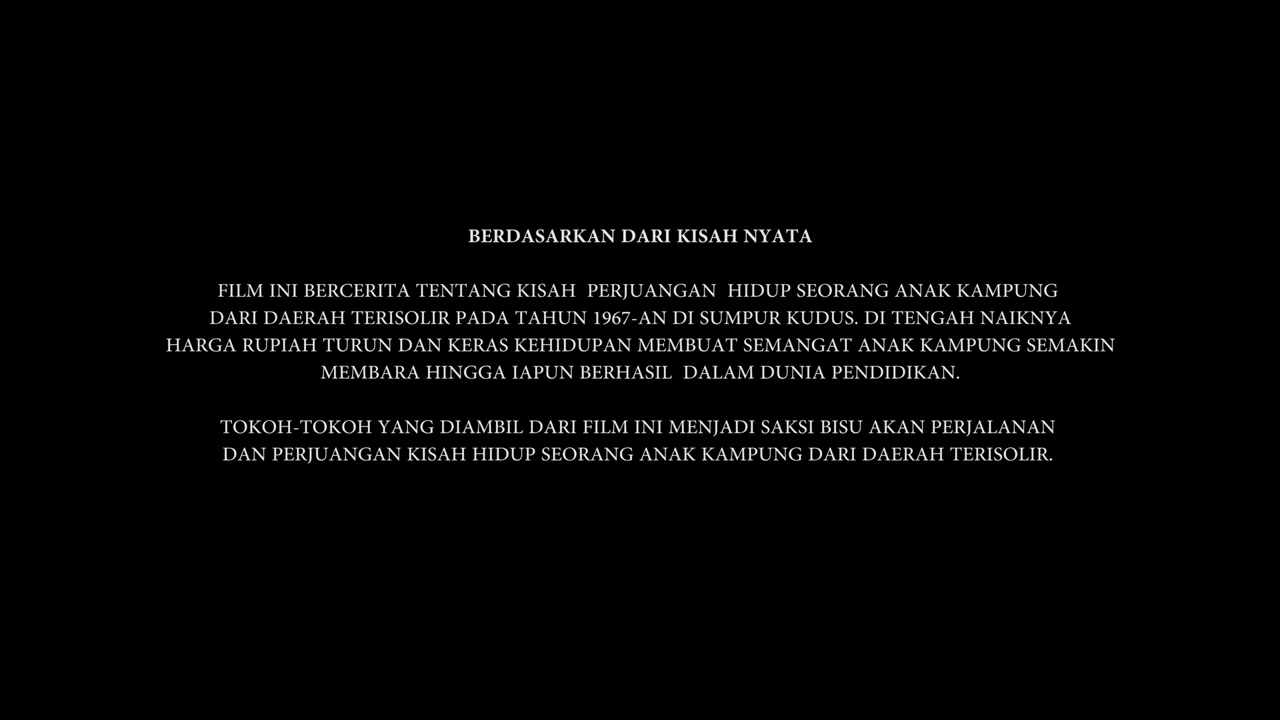 BERDASARKAN DARI KISAH NYATA
FILM INI BERCERITA TENTANG KISAH  PERJUANGAN  HIDUP SEORANG ANAK KAMPUNG
DARI DAERAH TERISOLIR PADA TAHUN 1967-AN DI SUMPUR KUDUS. DI TENGAH NAIKNYA
HARGA RUPIAH TURUN DAN KERAS KEHIDUPAN MEMBUAT SEMANGAT ANAK KAMPUNG SEMAKIN
MEMBARA HINGGA IAPUN BERHASIL  DALAM DUNIA PENDIDIKAN.
TOKOH-TOKOH YANG DIAMBIL DARI FILM INI MENJADI SAKSI BISU AKAN PERJALANAN
DAN PERJUANGAN KISAH HIDUP SEORANG ANAK KAMPUNG DARI DAERAH TERISOLIR.